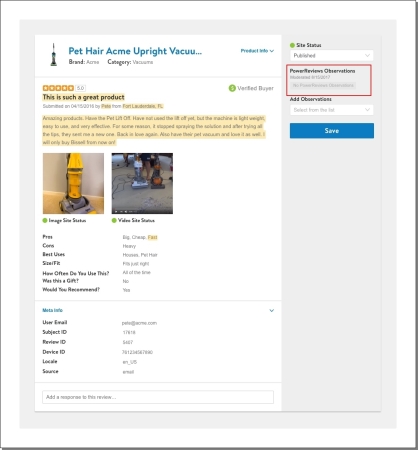 Pet Hair Acme Upright Vacuu...
Product Info
Brand: Acme Category: Vacuums
5.0
Verified Buyer
This is such a great product
Submitted on 04/15/2016 by Pete from Fort Lauderdale, FL
Amazing products. Have the Pet Lift Off. Have not used the lift off yet, but the machine is light weight,
easy to use, and very effective. For some reason, it stopped spraying the solution and after trying all
the tips, they sent me a new one. Back in love again. Also have their pet vacuum and love it as well. I
will only buy Bissell from now on!
Image Site Status
Video Site Status
Pros Big, Cheap, Fast
Cons Heavy
Best Uses Houses, Pet Hair
Size/Fit Fits just right
How Often Do You Use This? All of the time
Was this a Gift? No
Would You Recommend? Yes
Meta Info
User Email pete@acme.com
Subject ID 17819
Review ID
Device ID
Locale en_US
Source email
Add a response to this review...
Site Status
Published
PowerReviews Observations
No PowerReviews Observations
Add Observations
Select from the list
Save